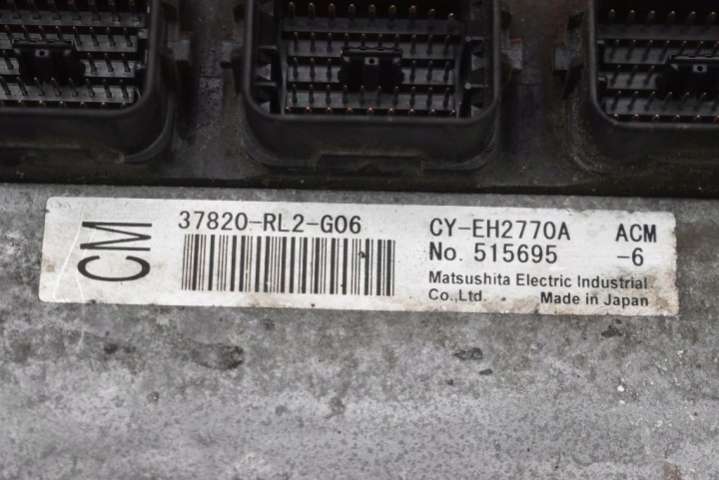 CM
37820-RL2-G06
CY-EH2770A ACM
No. 515695 -6
Matsushita Electric Industrial
Co.,Ltd. Made in Japan